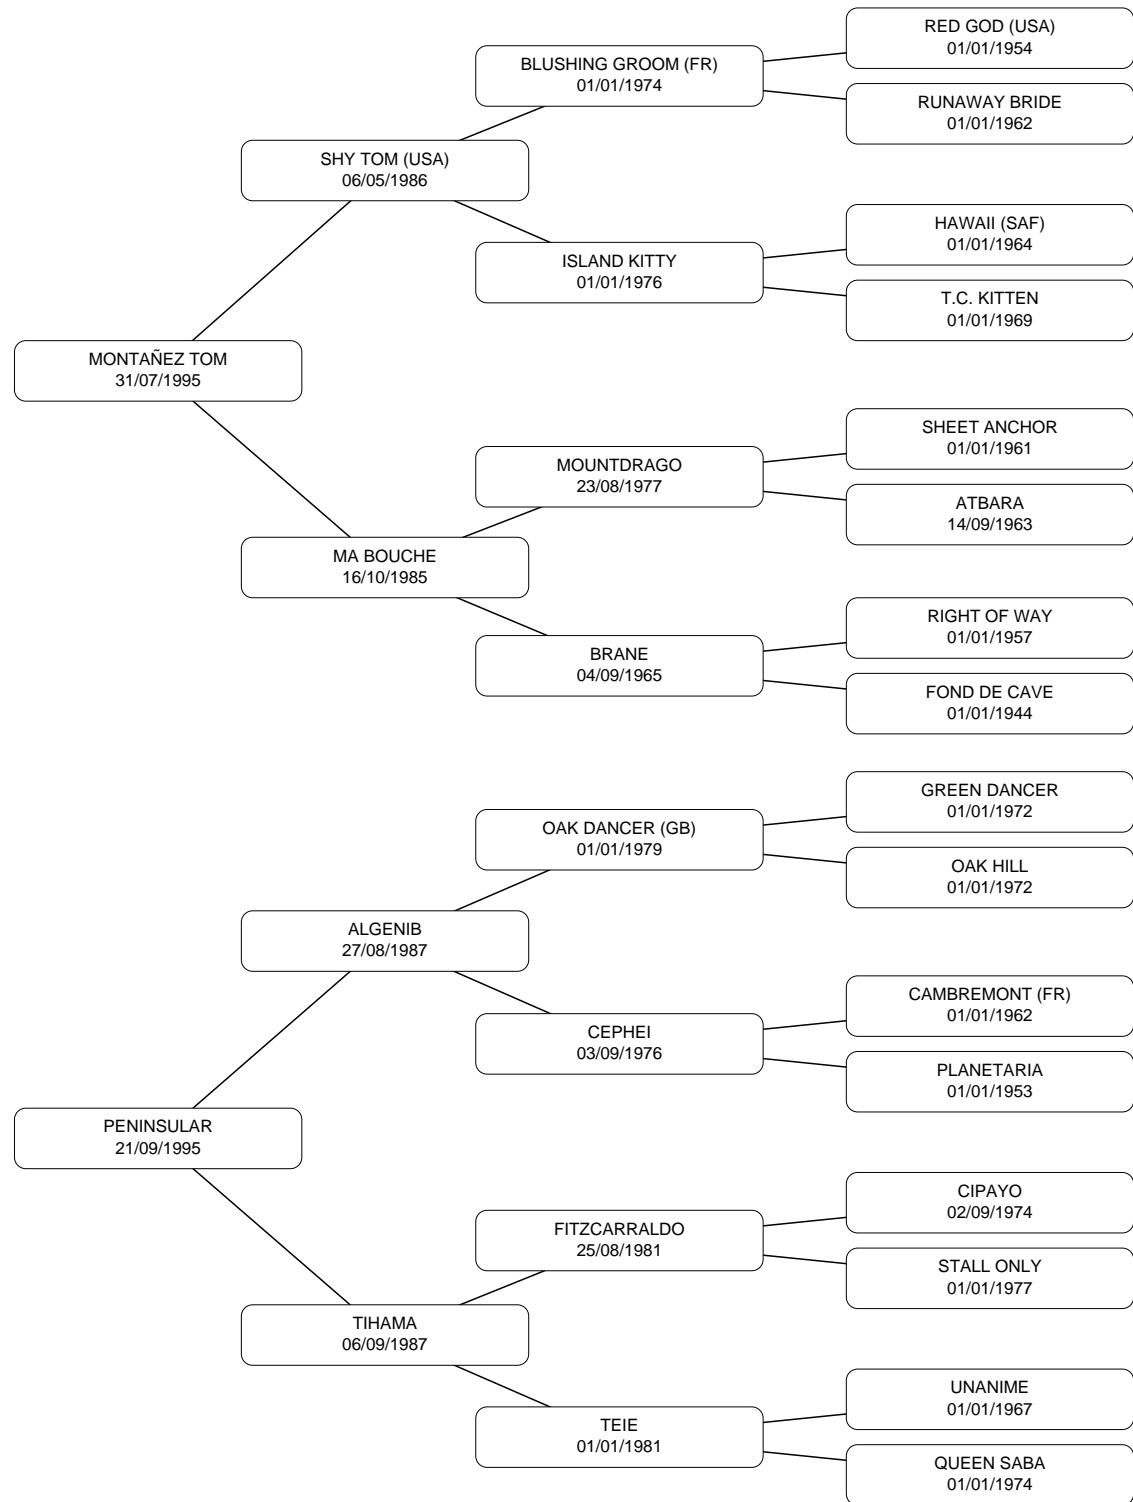 RED GOD (USA)
01/01/1954
BLUSHING GROOM (FR)
01/01/1974
RUNAWAY BRIDE
01/01/1962
SHY TOM (USA)
06/05/1986
HAWAII (SAF)
01/01/1964
ISLAND KITTY
01/01/1976
T.C. KITTEN
01/01/1969
MONTAÑEZ TOM
31/07/1995
SHEET ANCHOR
01/01/1961
MOUNTDRAGO
23/08/1977
ATBARA
14/09/1963
MA BOUCHE
16/10/1985
RIGHT OF WAY
01/01/1957
BRANE
04/09/1965
FOND DE CAVE
01/01/1944
GREEN DANCER
01/01/1972
OAK DANCER (GB)
01/01/1979
OAK HILL
01/01/1972
ALGENIB
27/08/1987
CAMBREMONT (FR)
01/01/1962
CEPHEI
03/09/1976
PLANETARIA
01/01/1953
PENINSULAR
21/09/1995
CIPAYO
02/09/1974
FITZCARRALDO
25/08/1981
STALL ONLY
01/01/1977
TIHAMA
06/09/1987
UNANIME
01/01/1967
TEIE
01/01/1981
QUEEN SABA
01/01/1974